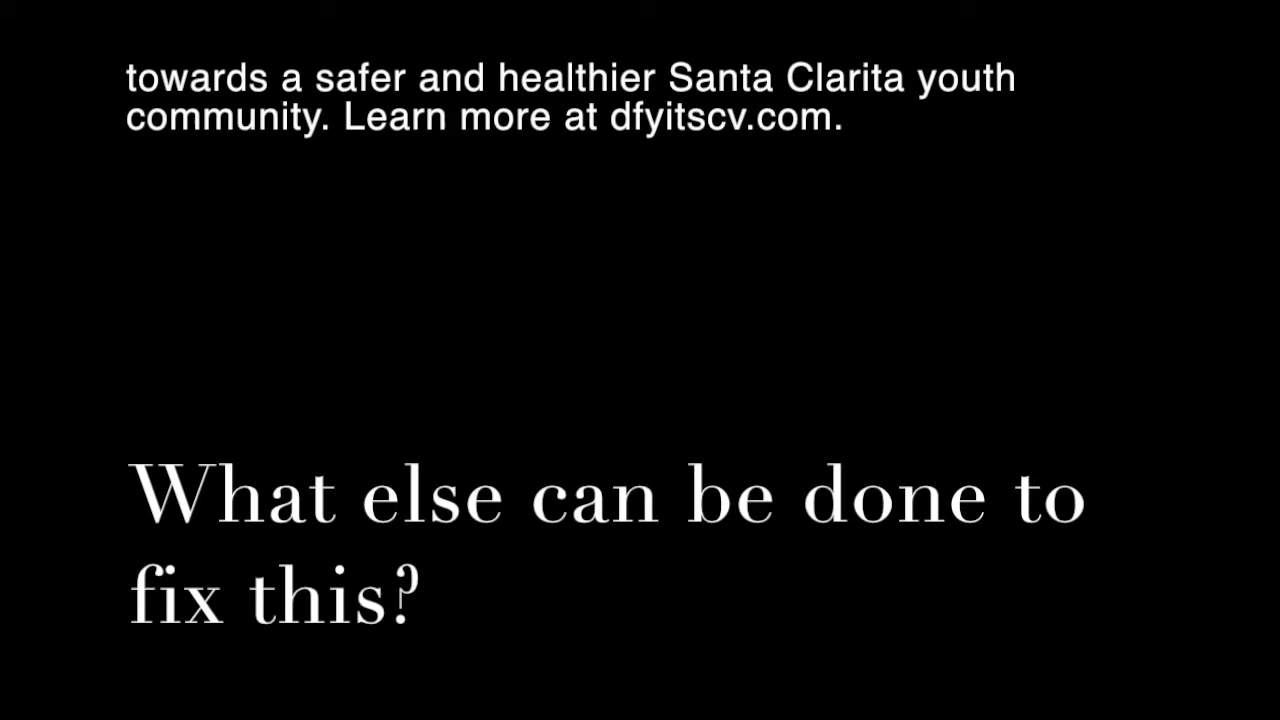 towards a safer and healthier Santa Clarita youth
community. Learn more at dfyitscv.com.
What else can be done to
fix this?